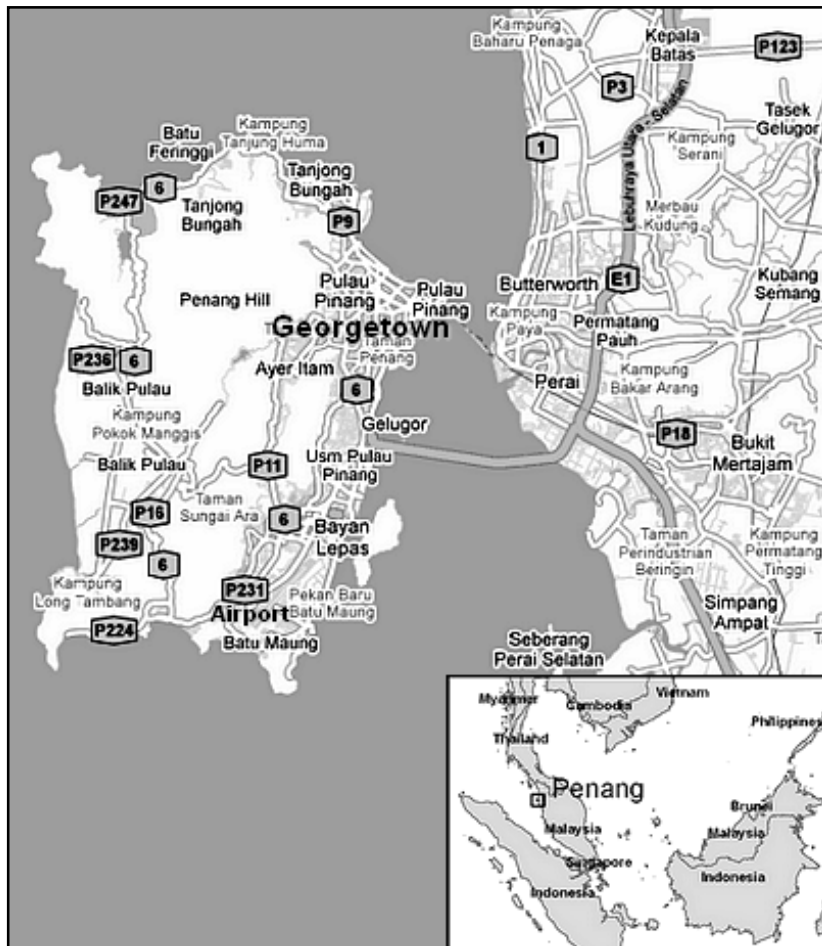 Kampung
Baharu Penaga
Kepala
Batas
P123
P3
Tasek
Gelugor
Kampung
Serani
1
Lebuhraya Utara - Selatan
Batu
Feringgi
Kampung
Tanjung Huma
Tanjong
Bungah
P247
6
Tanjong
Bungah
P9
Merbau
Kudung
Pulau
Pinang
Pulau
Pinang
Butterworth
E1
Kubang
Semang
Penang Hill
Georgetown
Kampung
Paya
Permatang
Pauh
Taman
Penang
P236
6
Ayer Itam
Balik Pulau
6
Perai
Kampung
Bakar Arang
Kampung
Pokok Manggis
Gelugor
P18
Bukit
Mertajam
Balik Pulau
P11
Usm Pulau
Pinang
P16
Taman
Sungai Ara
6
Bayan
Lepas
P239
6
Taman
Perindustrian
Beringin
Kampung
Permatang
Tinggi
Kampung
Long Tambang
P231
Airport
Pekan Baru
Batu Maung
Simpang
Ampat
P224
Batu Maung
Seberang
Perai Selatan
Myanmer
Cambodia
Vietnam
Thailand
Philippines
Penang
Brunei
Malaysia
Malaysia
Singapore
Indonesia
Indonesia